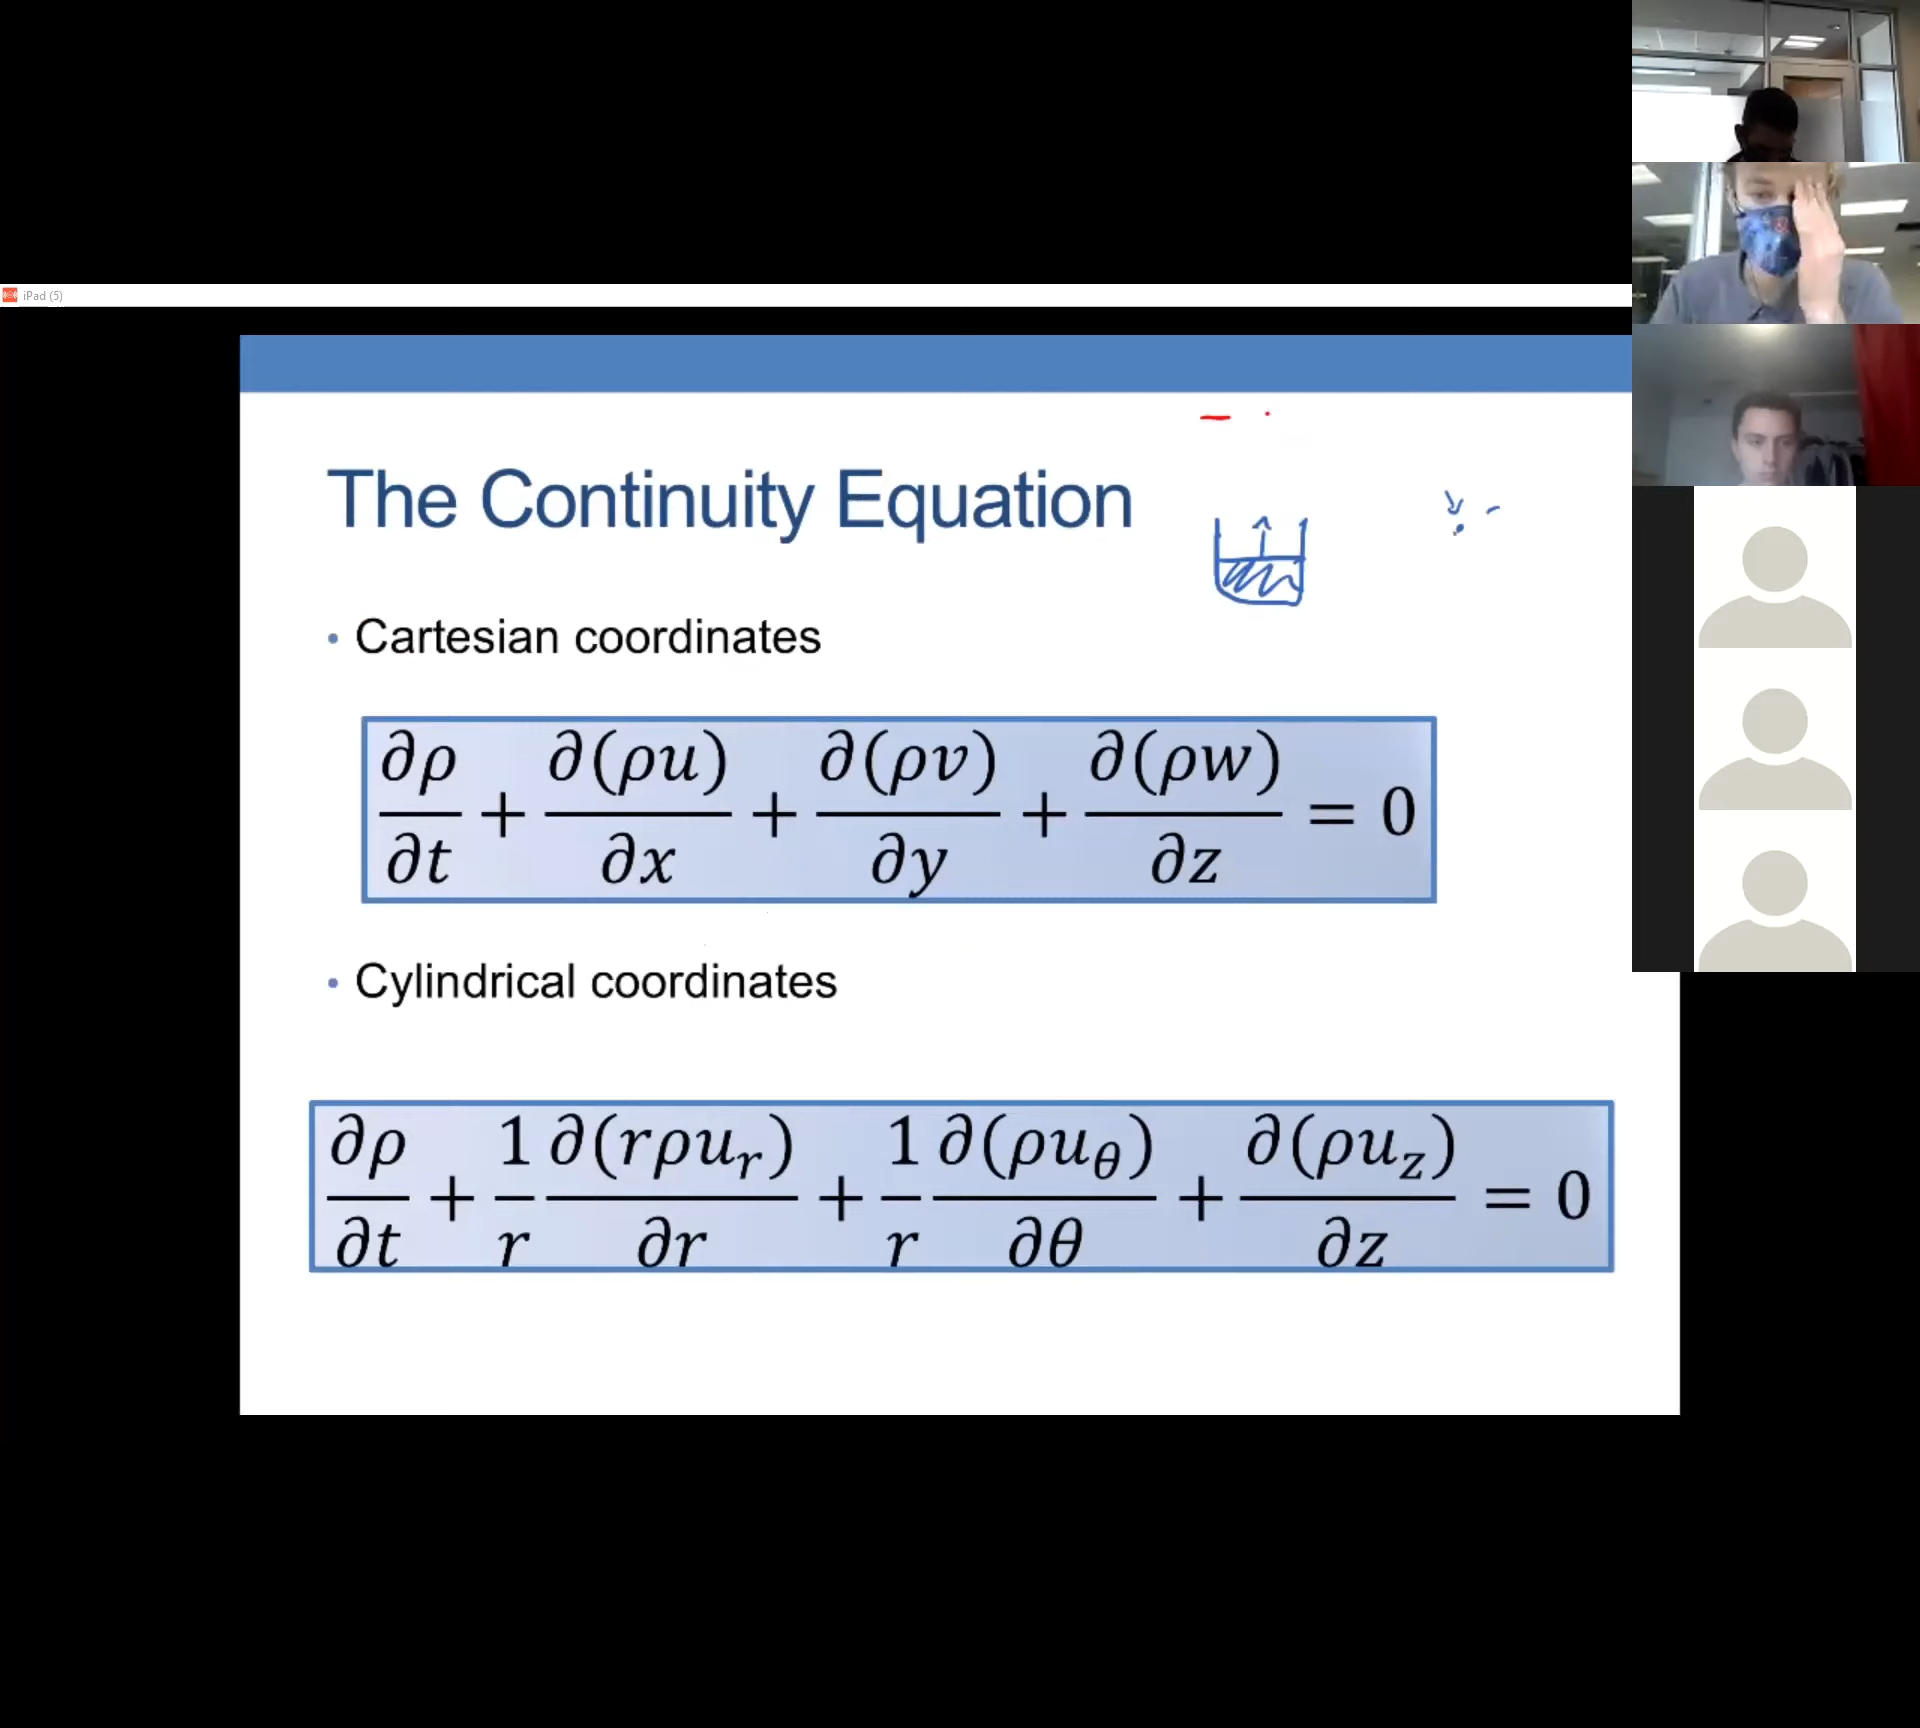 iPad (5)
The Continuity Equation
• Cartesian coordinates
∂ρ/∂t + ∂(ρu)/∂x + ∂(ρv)/∂y + ∂(ρw)/∂z = 0
• Cylindrical coordinates
∂ρ/∂t + 1/r ∂(rρu_r)/∂r + 1/r ∂(ρu_θ)/∂θ + ∂(ρu_z)/∂z = 0